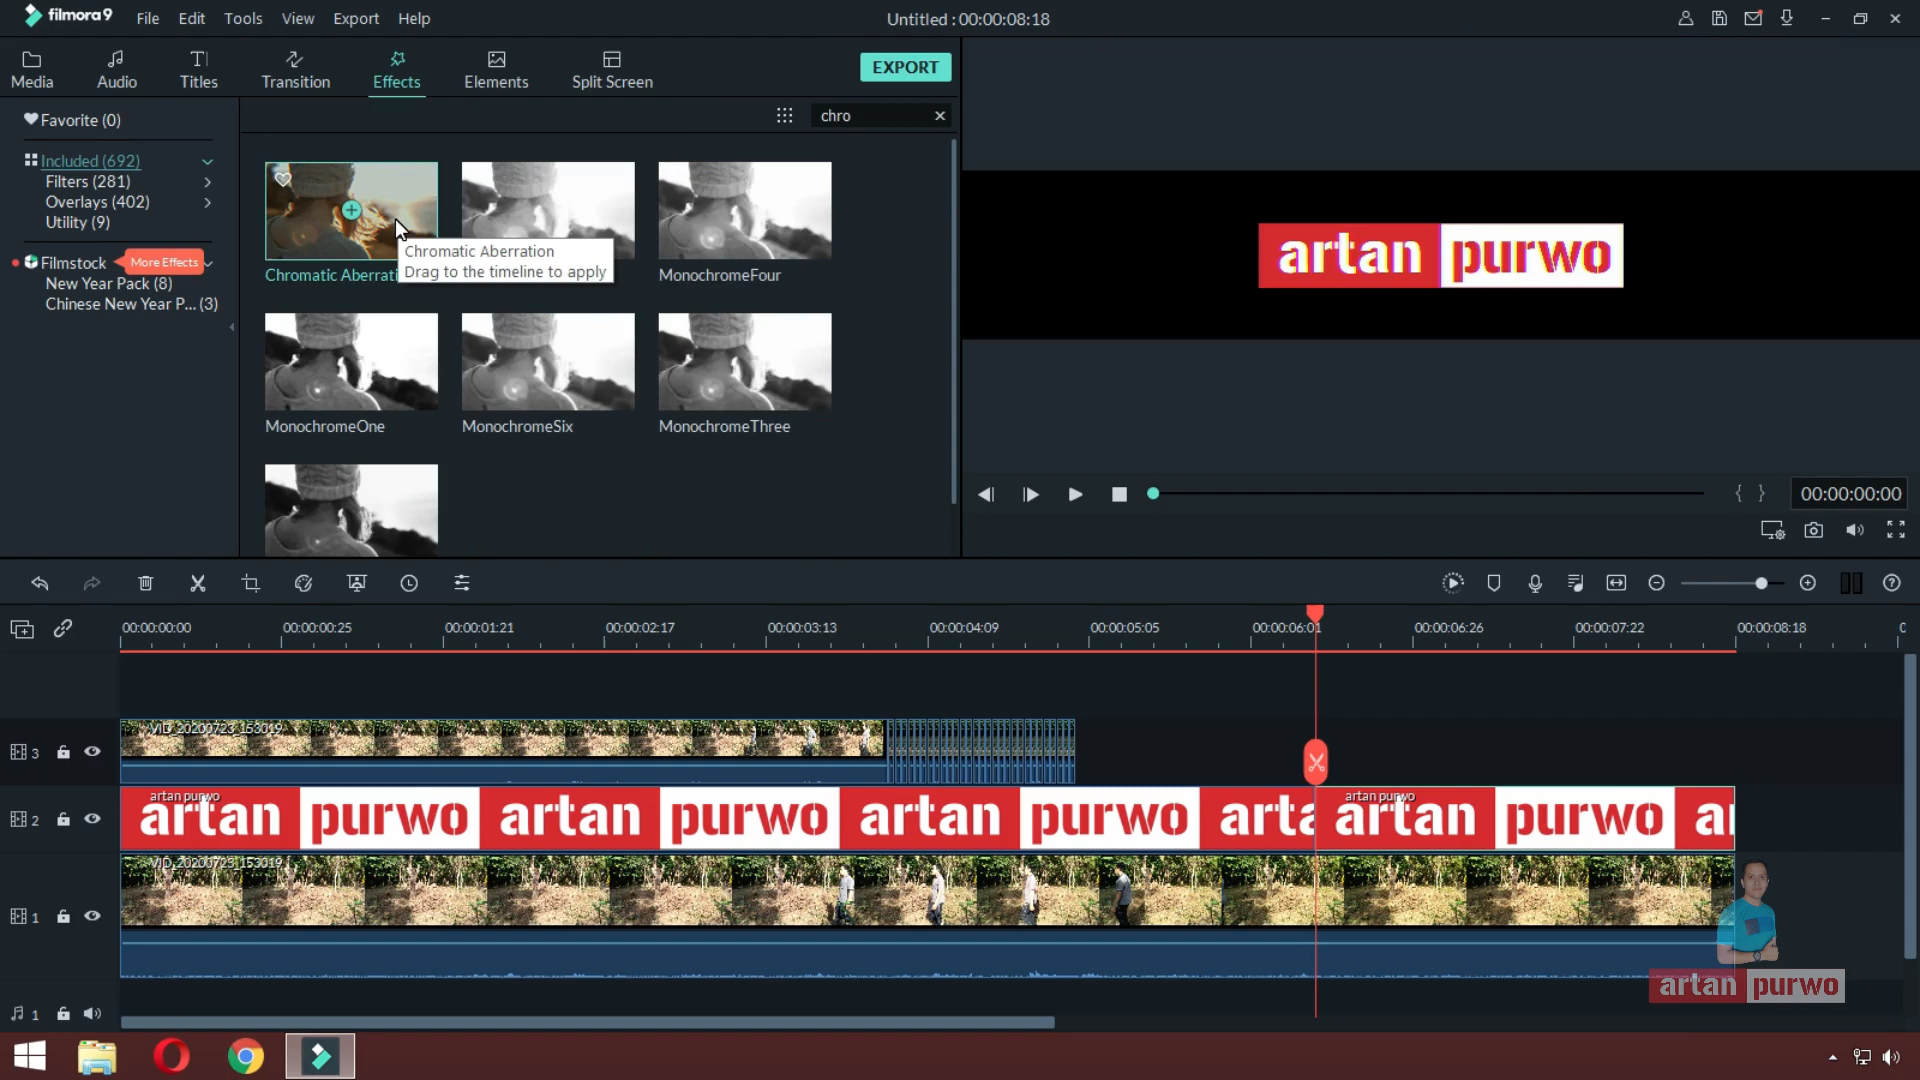 filmora9
File Edit Tools View Export Help
Untitled : 00:00:08:18
Media Audio Titles Transition Effects Elements Split Screen
EXPORT
Favorite (0)
chro
Included (692)
Filters (281)
Overlays (402)
Utility (9)
Filmstock More Effects
New Year Pack (8)
Chinese New Year P... (3)
Chromatic Aberrati
Chromatic Aberration
Drag to the timeline to apply
MonochromeFour
MonochromeOne
MonochromeSix
MonochromeThree
artan purwo
00:00:00:00
00:00:00:00 00:00:00:25 00:00:01:21 00:00:02:17 00:00:03:13 00:00:04:09 00:00:05:05 00:00:06:01 00:00:06:26 00:00:07:22 00:00:08:18
VID_20200723_153019
3
artan purwo
artan purwo
artan purwo artan purwo artan purwo arta artan purwo ar
2
VID_20200723_153019
1
artan purwo
1